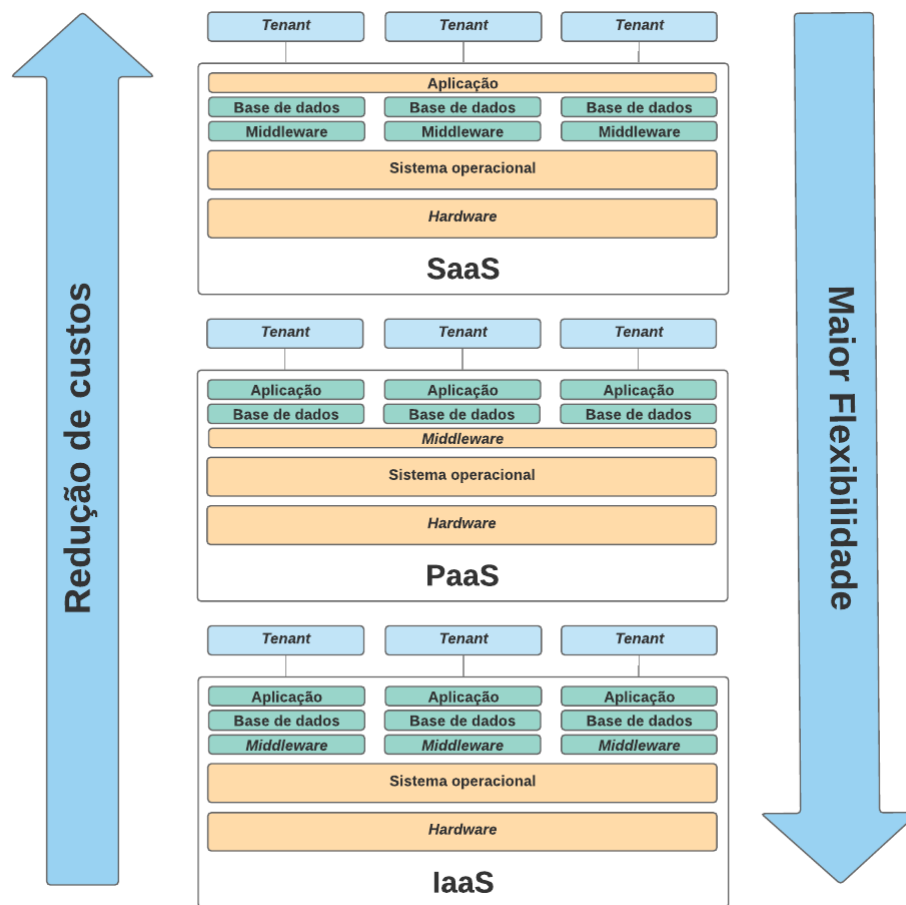 Tenant Tenant Tenant
Aplicação
Base de dados Base de dados Base de dados
Middleware Middleware Middleware
Sistema operacional
Hardware
SaaS
Redução de custos
Maior Flexibilidade
Tenant Tenant Tenant
Aplicação Aplicação Aplicação
Base de dados Base de dados Base de dados
Middleware
Sistema operacional
Hardware
PaaS
Tenant Tenant Tenant
Aplicação Aplicação Aplicação
Base de dados Base de dados Base de dados
Middleware Middleware Middleware
Sistema operacional
Hardware
IaaS